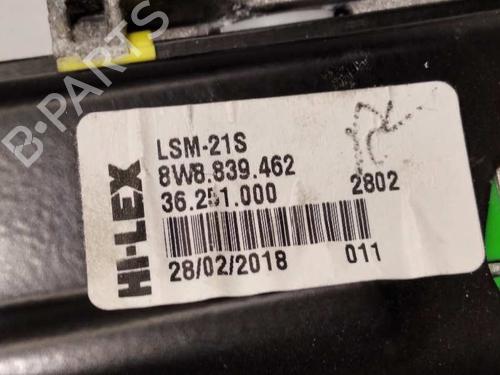 B-PARTS
HI-LEX
LSM-21S
8W8.839.462
36.251.000 2802
28/02/2018 011